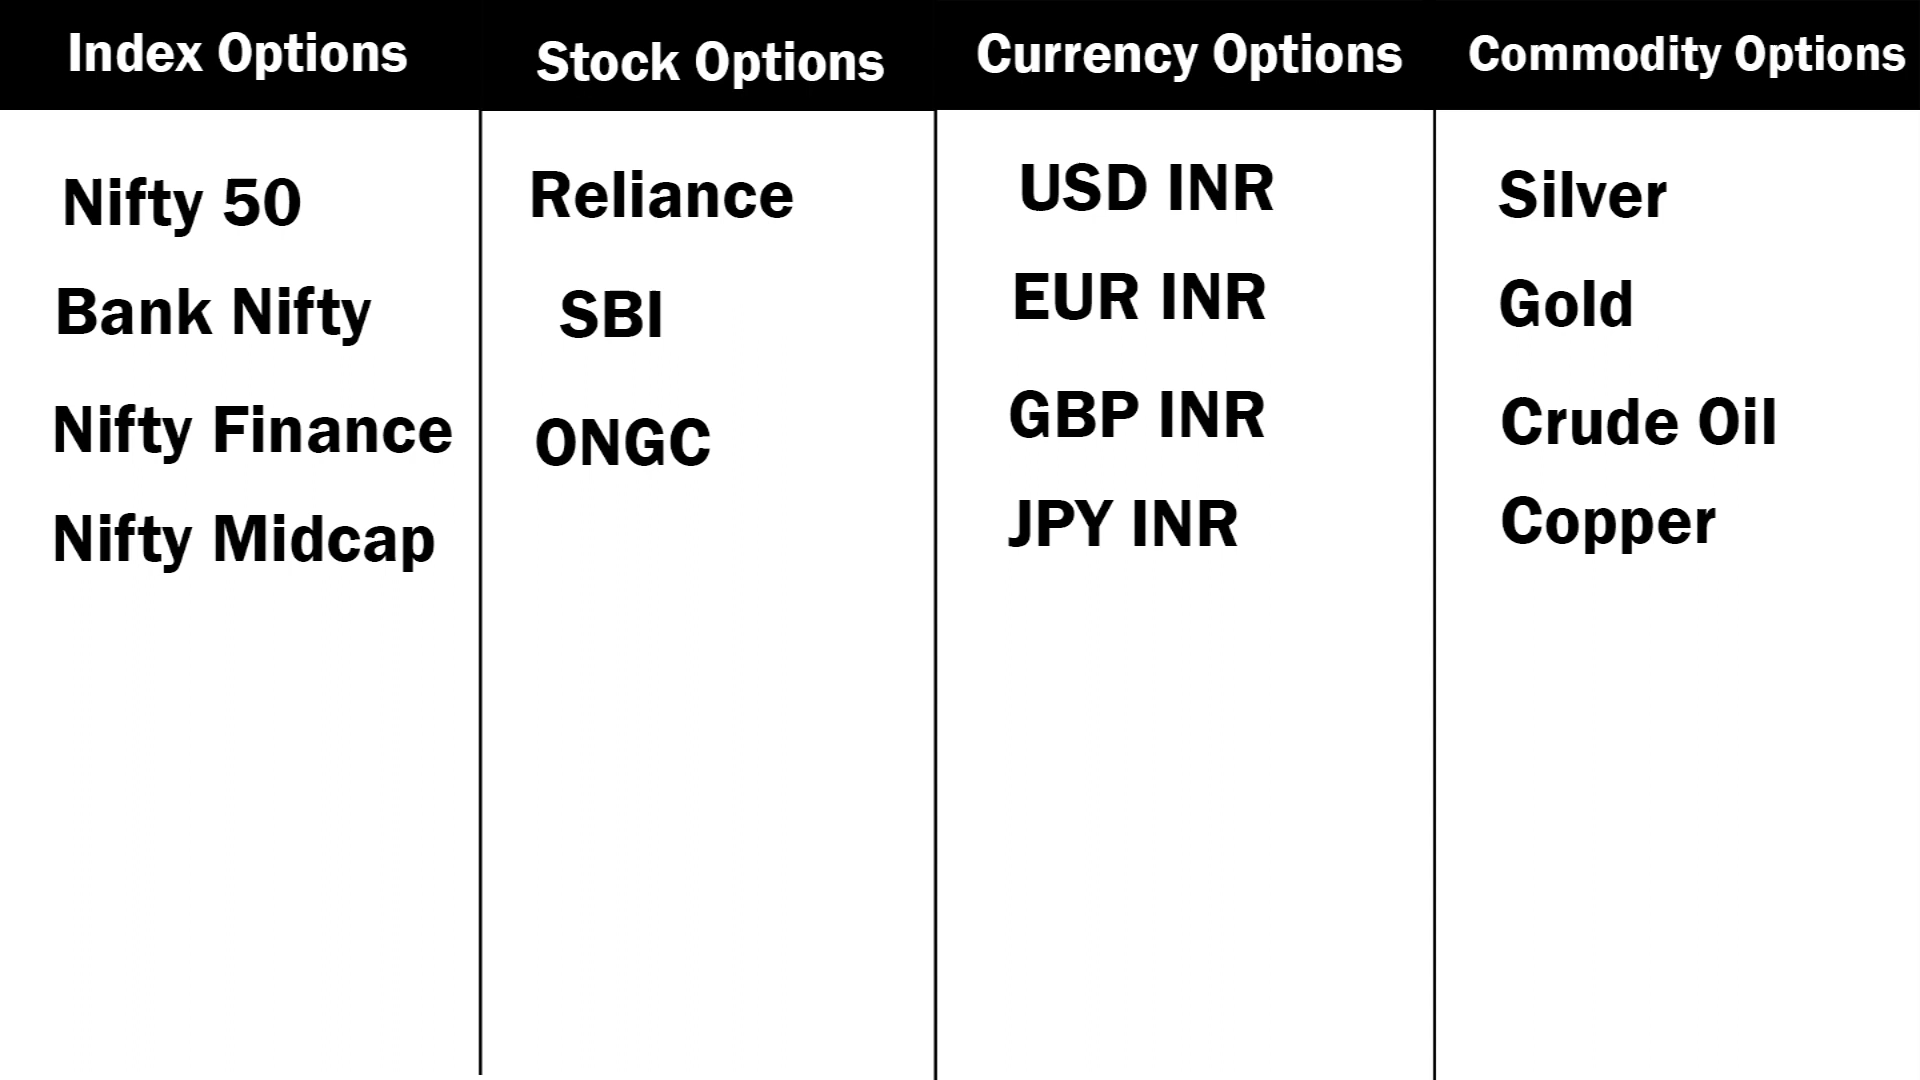 Index Options
Stock Options
Currency Options
Commodity Options
Nifty 50
Reliance
USD INR
Silver
Bank Nifty
SBI
EUR INR
Gold
Nifty Finance
ONGC
GBP INR
Crude Oil
Nifty Midcap
JPY INR
Copper